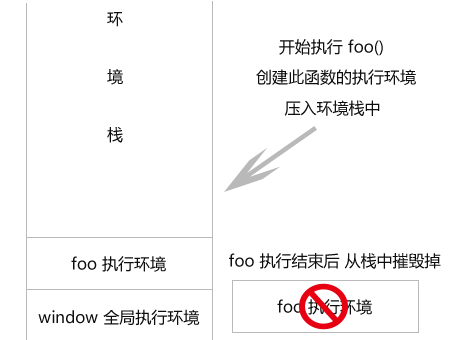 环
境
栈
开始执行 foo()
创建此函数的执行环境
压入环境栈中
foo 执行环境
foo 执行结束后 从栈中摧毁掉
window 全局执行环境
foo 执行环境